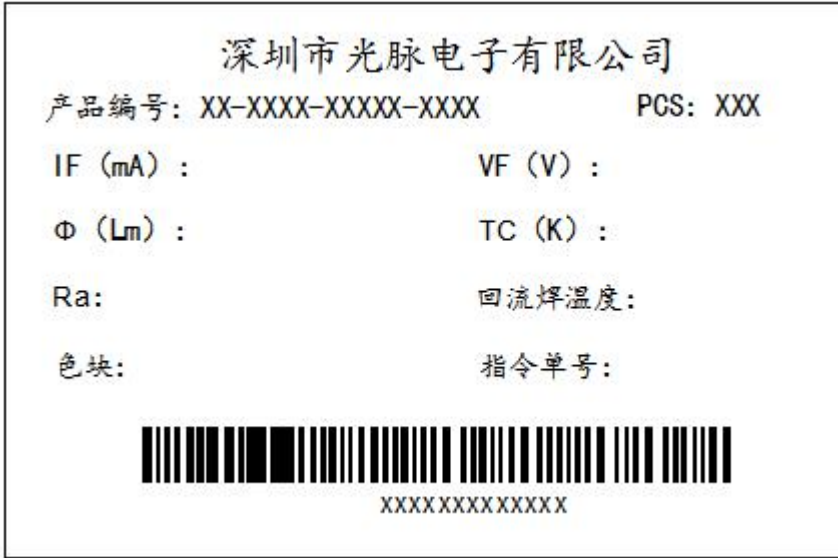 深圳市光脉电子有限公司
产品编号: XX-XXXX-XXXXX-XXXX PCS: XXX
IF（mA）: VF（V）:
Φ（Lm）: TC（K）:
Ra: 回流焊温度:
色块: 指令单号:
XXXXXXXXXXXXX